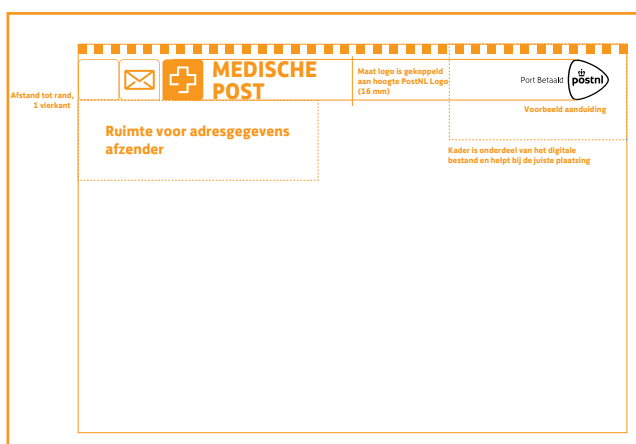 MEDISCHE
POST
Maat logo is gekoppeld
aan hoogte PostNL Logo
(16 mm)
Port Betaald
postnl
Afstand tot rand,
1 vierkant
Voorbeeld aanduiding
Ruimte voor adresgegevens
afzender
Kader is onderdeel van het digitale
bestand en helpt bij de juiste plaatsing